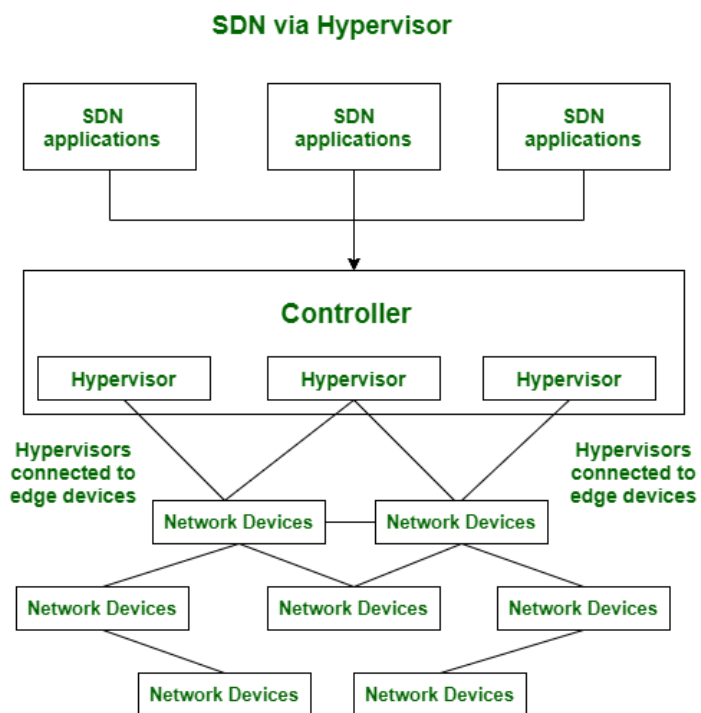 SDN via Hypervisor
SDN
applications
SDN
applications
SDN
applications
Controller
Hypervisor
Hypervisor
Hypervisor
Hypervisors
connected to
edge devices
Hypervisors
connected to
edge devices
Network Devices
Network Devices
Network Devices
Network Devices
Network Devices
Network Devices
Network Devices